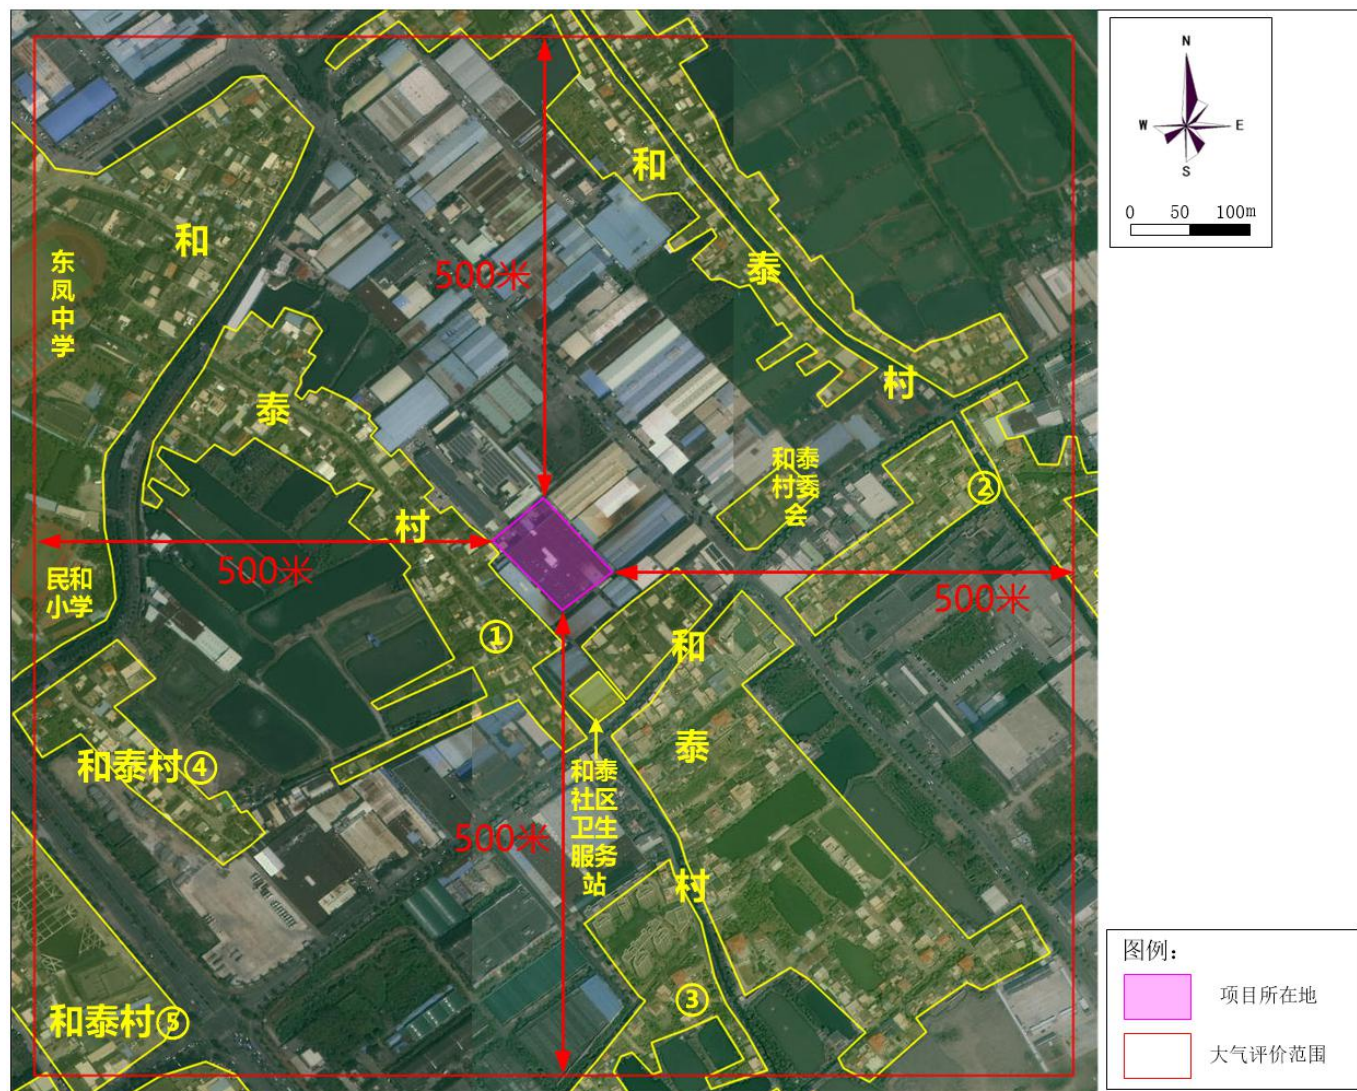 N
W
E
S
0 50 100m
和
泰
村
和
泰
村
东
凤
中
学
500米
500米
500米
500米
和泰
村委
会
②
民和
小学
①
和
泰
村
和泰村④
和泰
社区
卫生
服务
站
③
和泰村⑤
图例：
项目所在地
大气评价范围